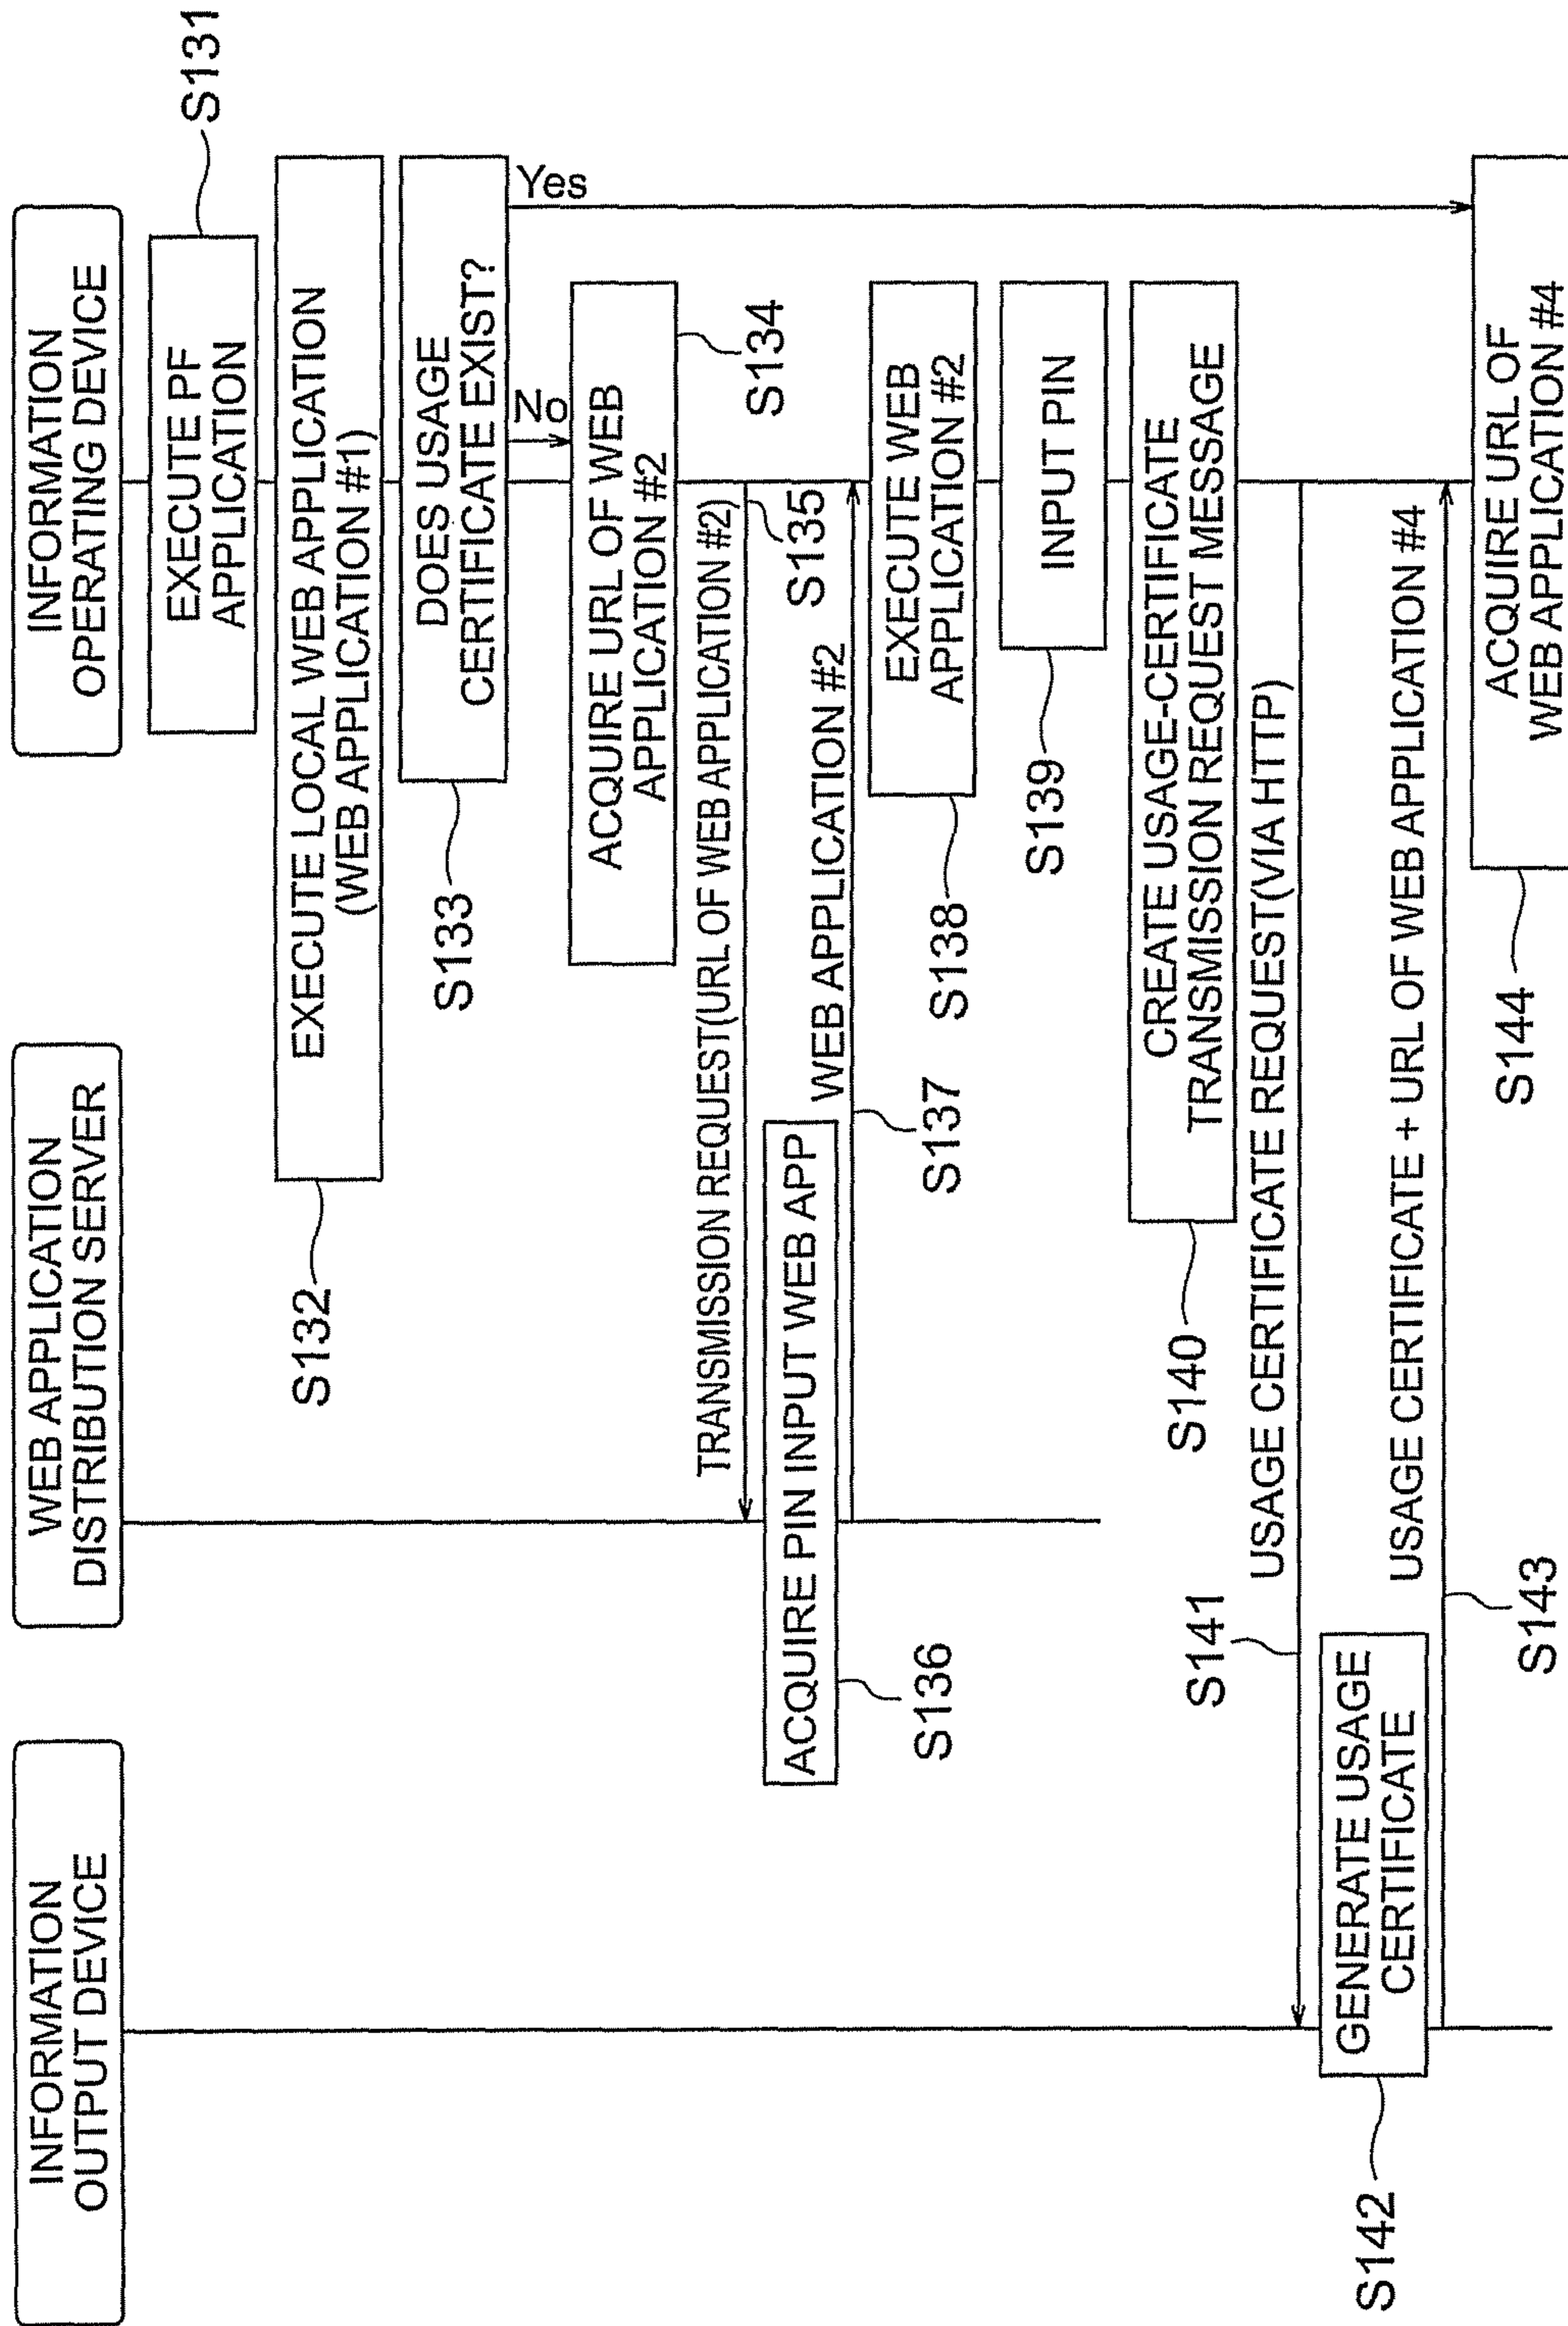 INFORMATION
OUTPUT DEVICE
WEB APPLICATION
DISTRIBUTION SERVER
INFORMATION
OPERATING DEVICE
EXECUTE PF
APPLICATION
S131
EXECUTE LOCAL WEB APPLICATION
(WEB APPLICATION #1)
S132
DOES USAGE
CERTIFICATE EXIST?
S133
Yes
No
ACQUIRE URL OF WEB
APPLICATION #2
S134
TRANSMISSION REQUEST(URL OF WEB APPLICATION #2)
S135
ACQUIRE PIN INPUT WEB APP
S136
WEB APPLICATION #2
S137
EXECUTE WEB
APPLICATION #2
S138
INPUT PIN
S139
CREATE USAGE-CERTIFICATE
TRANSMISSION REQUEST MESSAGE
S140
USAGE CERTIFICATE REQUEST(VIA HTTP)
S141
GENERATE USAGE
CERTIFICATE
S142
USAGE CERTIFICATE + URL OF WEB APPLICATION #4
S143
ACQUIRE URL OF
WEB APPLICATION #4
S144